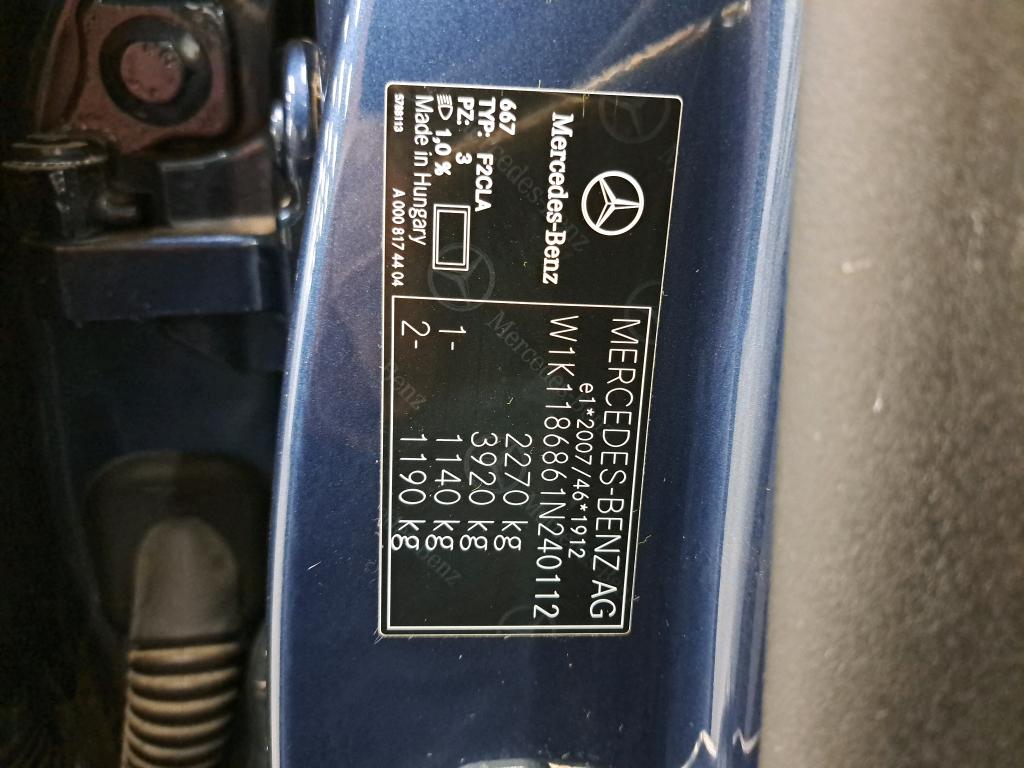 Mercedes-Benz
667
TYP: F2CLA
PZ: 3
1,0 %
Made in Hungary
A 000 817 44 04
MERCEDES-BENZ AG
e1*2007/46*1912
W1K1186861N240112
2270 kg
3920 kg
1- 1140 kg
2- 1190 kg